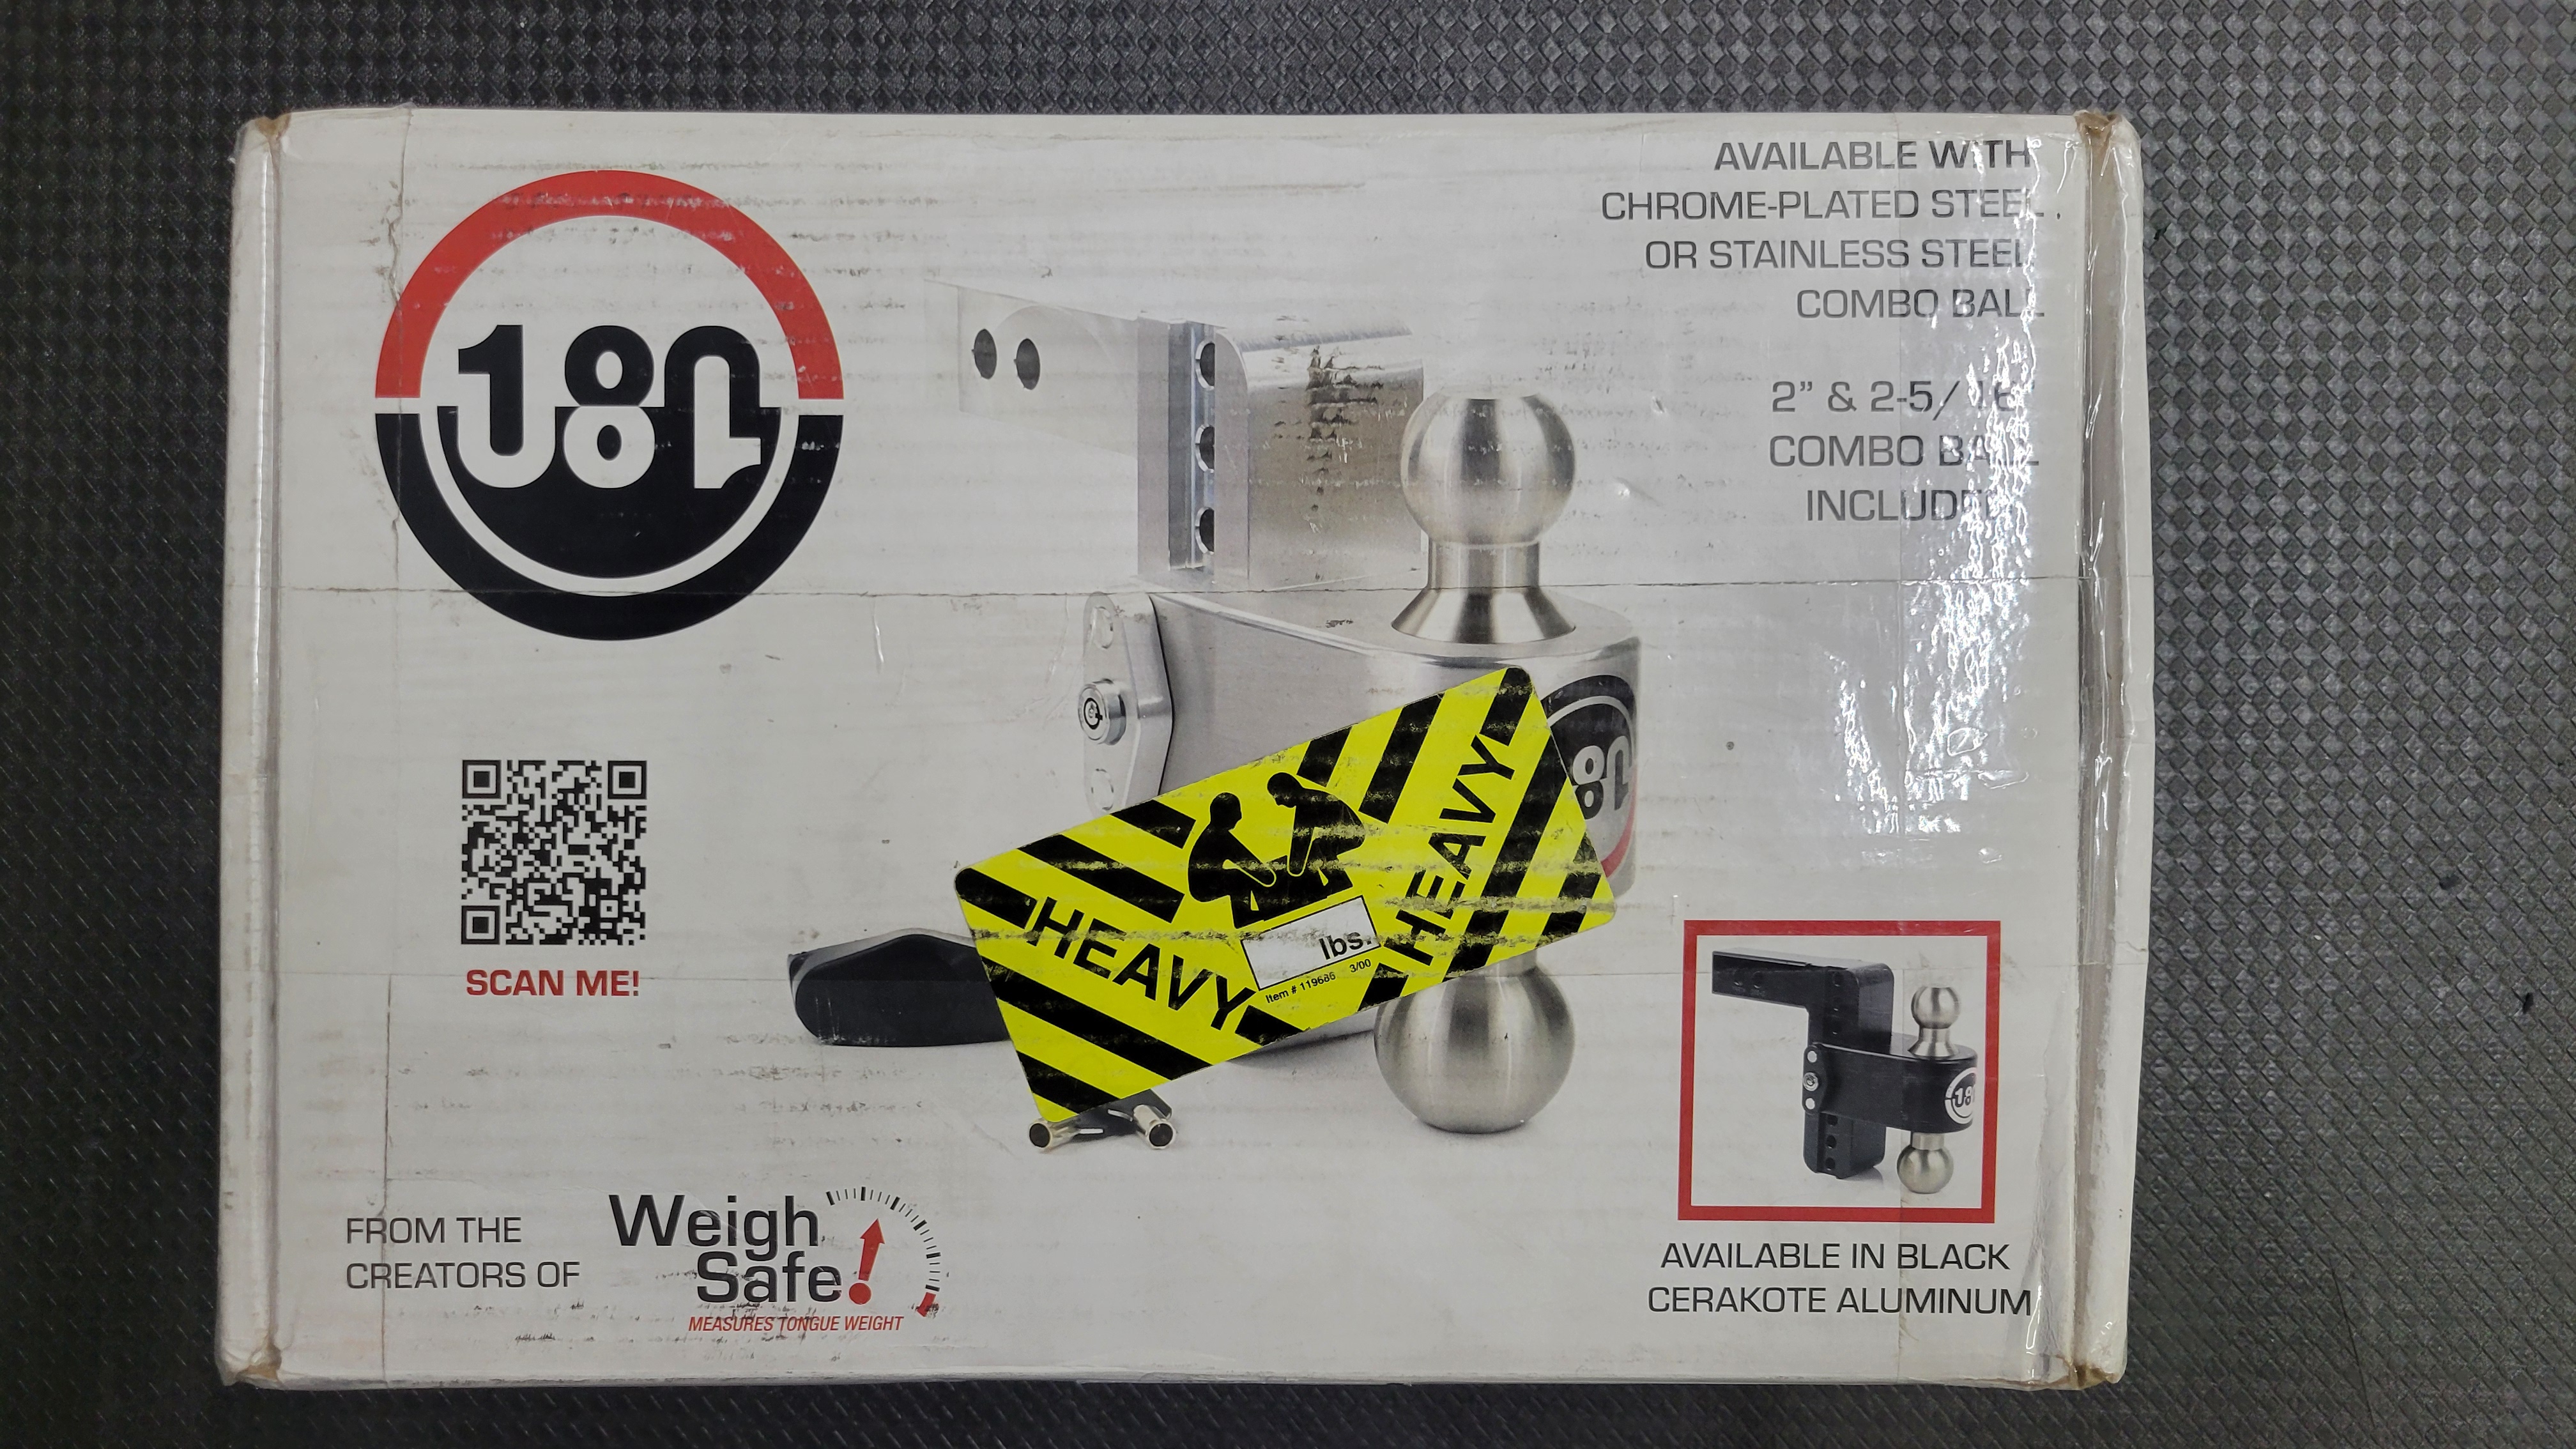 180
AVAILABLE WITH
CHROME-PLATED STEEL
OR STAINLESS STEEL
COMBO BALL
2” & 2-5/16”
COMBO BALL
INCLUDED
SCAN ME!
HEAVY
HEAVY
lbs.
Item # 119686 3/00
180
180
FROM THE
CREATORS OF
Weigh
Safe!
MEASURES TONGUE WEIGHT
AVAILABLE IN BLACK
CERAKOTE ALUMINUM